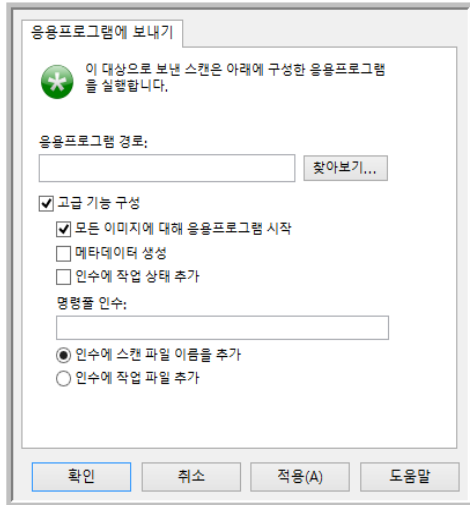 응용프로그램에 보내기
이 대상으로 보낸 스캔은 아래에 구성한 응용프로그램
을 실행합니다.
응용프로그램 경로:
찾아보기...
고급 기능 구성
모든 이미지에 대해 응용프로그램 시작
메타데이터 생성
인수에 작업 상태 추가
명령풀 인수:
인수에 스캔 파일 이름을 추가
인수에 작업 파일 추가
확인 취소 적용(A) 도움말